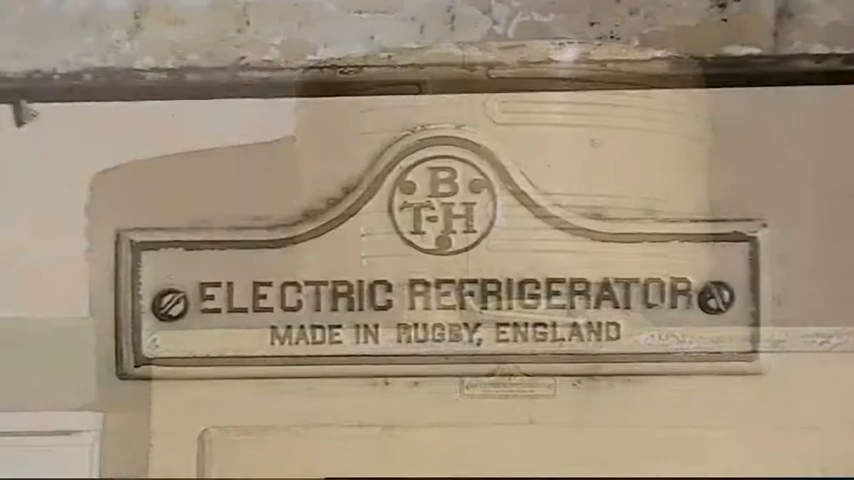 B
T-H
ELECTRIC REFRIGERATOR
MADE IN RUGBY, ENGLAND